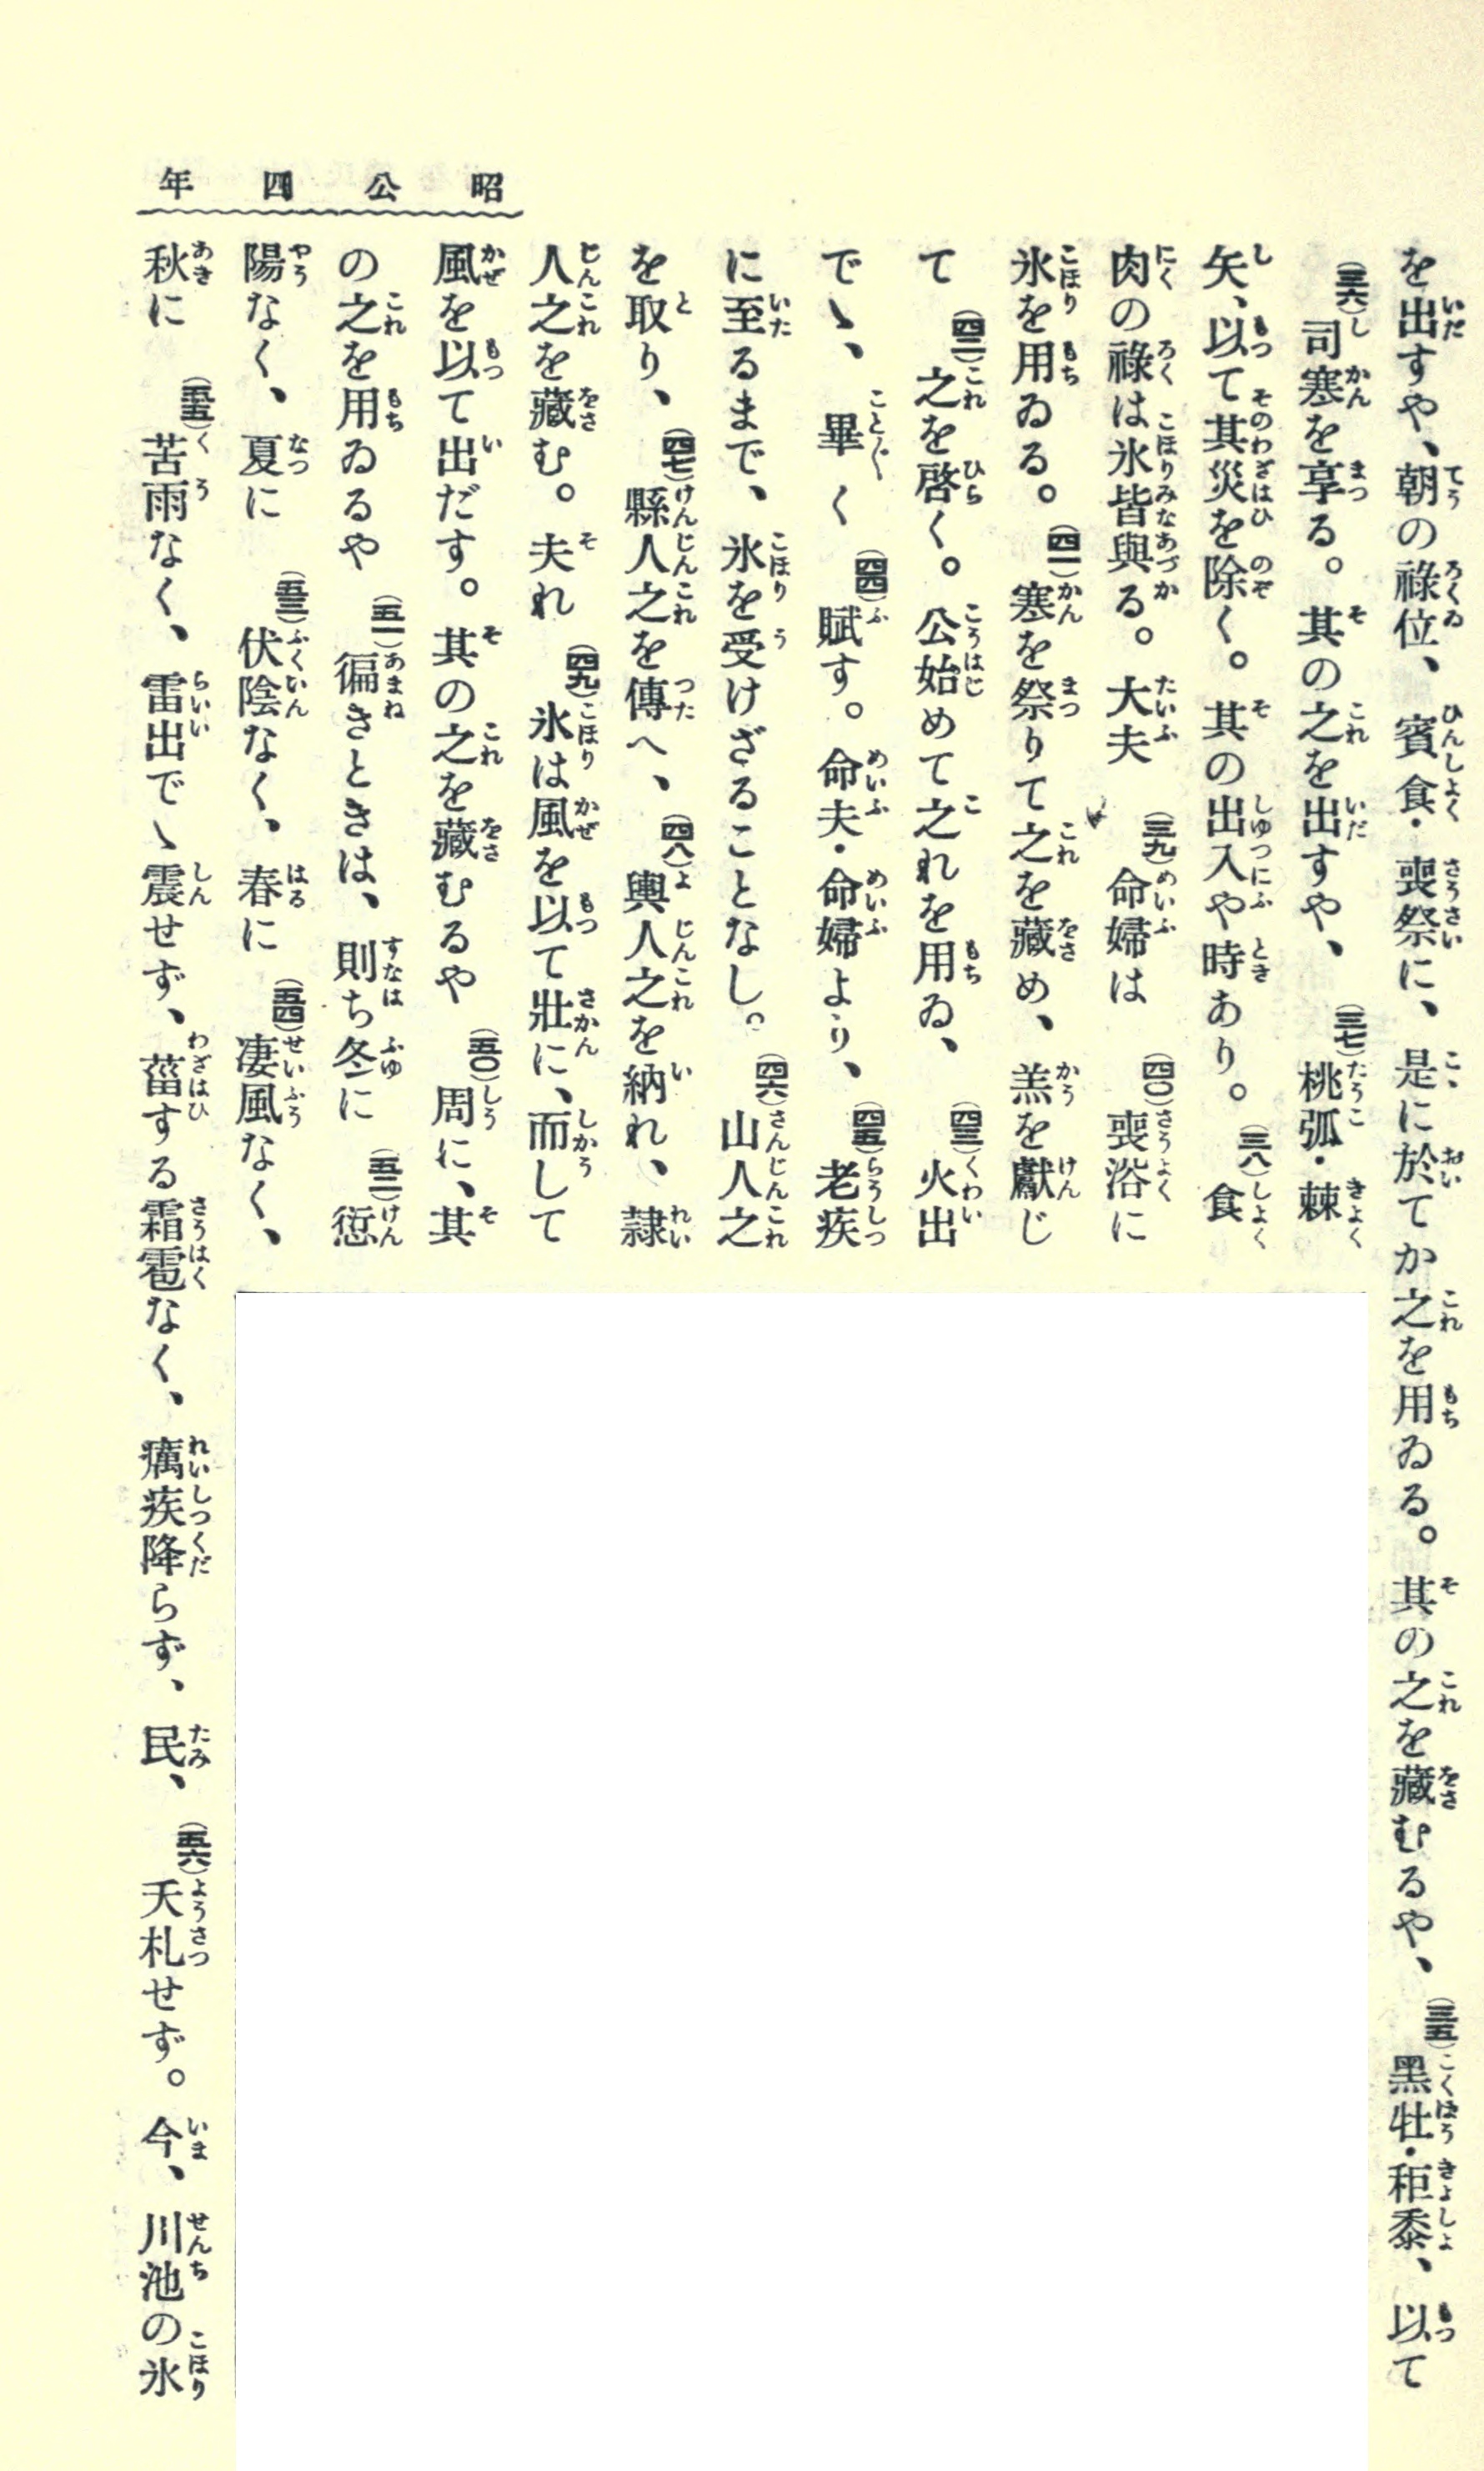 昭公四年
を出すや、朝の祿位、賓食・喪祭に、是に於てか之を用ゐる。其の之を藏むるや、（三五）黑牡・秬黍、以て
（三六）司寒を享る。其の之を出すや、（三七）桃弧・棘
矢、以て其災を除く。其の出入や時あり。（三八）食
肉の祿は氷皆與る。大夫（三九）命婦は（四〇）喪浴に
氷を用ゐる。（四一）寒を祭りて之を藏め、羔を獻じ
て（四二）之を啓く。公始めて之れを用ゐ、（四三）火出
でゝ、畢く（四四）賦す。命夫・命婦より、（四五）老疾
に至るまで、氷を受けざることなし。（四六）山人之
を取り、（四七）縣人之を傳へ、（四八）輿人之を納れ、隷
人之を藏む。夫れ（四九）氷は風を以て壯に、而して
風を以て出だす。其の之を藏むるや（五〇）周に、其
の之を用ゐるや（五一）徧きときは、則ち冬に（五二）愆
陽なく、夏に（五三）伏陰なく、春に（五四）凄風なく、
秋に（五五）苦雨なく、雷出でゝ震せず、菑する霜雹なく、癘疾降らず、民、（五六）夭札せず。今、川池の氷